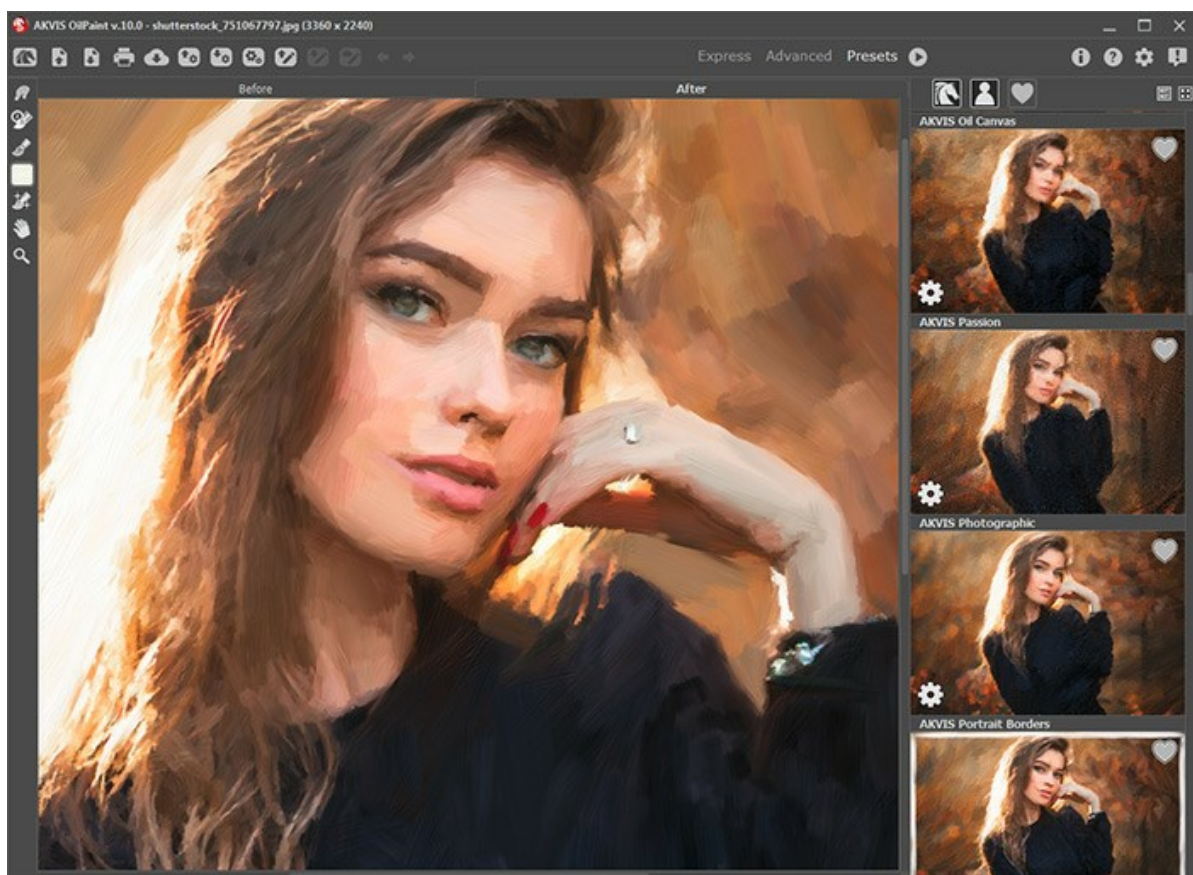 AKVIS OilPaint v.10.0 - shutterstock_751067797.jpg (3360 x 2240)
Express Advanced Presets
Before After
AKVIS Oil Canvas
AKVIS Passion
AKVIS Photographic
AKVIS Portrait Borders